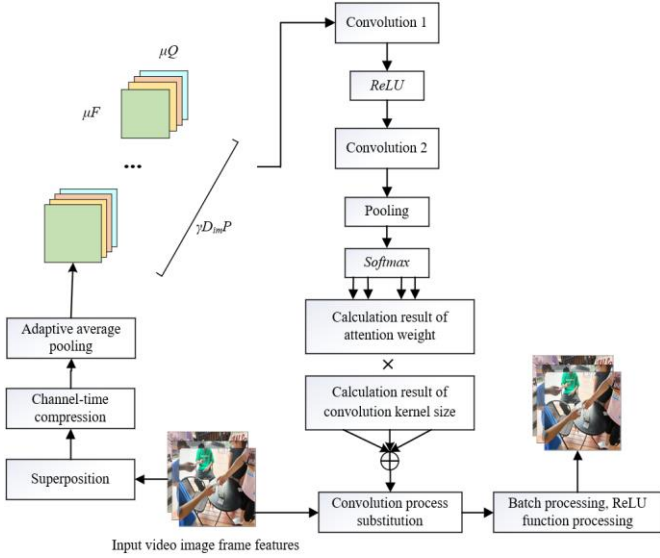 Convolution 1
μQ
ReLU
μF
Convolution 2
...
Pooling
γD_{im}P
Softmax
Calculation result of
attention weight
Adaptive average
pooling
×
Calculation result of
convolution kernel size
Channel-time
compression
Superposition
Convolution process
substitution
Batch processing, ReLU
function processing
Input video image frame features